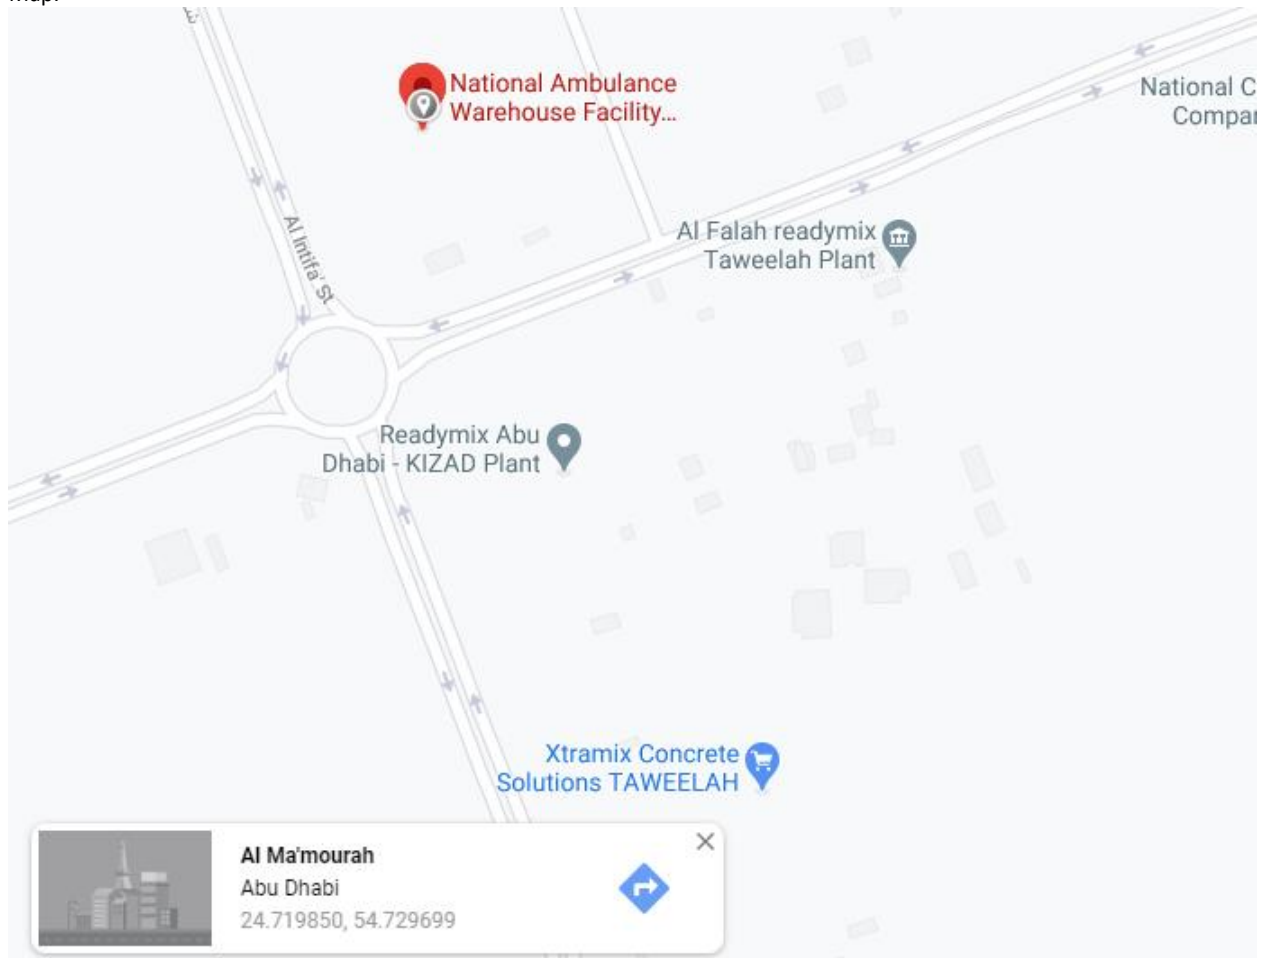 National Ambulance
Warehouse Facility...
National C
Compar
Al Intifa' St
Al Falah readymix
Taweelah Plant
Readymix Abu
Dhabi - KIZAD Plant
Xtramix Concrete
Solutions TAWEELAH
Al Ma'mourah
Abu Dhabi
24.719850, 54.729699